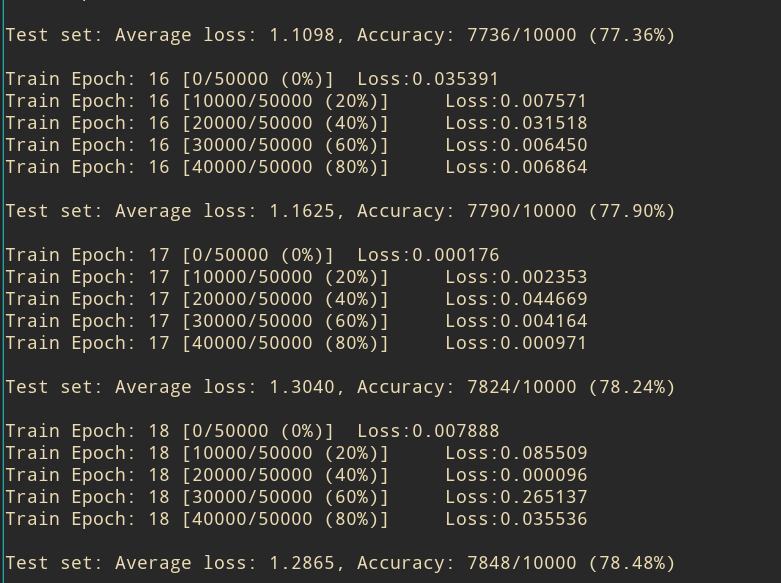 Test set: Average loss: 1.1098, Accuracy: 7736/10000 (77.36%)
Train Epoch: 16 [0/50000 (0%)]  Loss:0.035391
Train Epoch: 16 [10000/50000 (20%)]     Loss:0.007571
Train Epoch: 16 [20000/50000 (40%)]     Loss:0.031518
Train Epoch: 16 [30000/50000 (60%)]     Loss:0.006450
Train Epoch: 16 [40000/50000 (80%)]     Loss:0.006864
Test set: Average loss: 1.1625, Accuracy: 7790/10000 (77.90%)
Train Epoch: 17 [0/50000 (0%)]  Loss:0.000176
Train Epoch: 17 [10000/50000 (20%)]     Loss:0.002353
Train Epoch: 17 [20000/50000 (40%)]     Loss:0.044669
Train Epoch: 17 [30000/50000 (60%)]     Loss:0.004164
Train Epoch: 17 [40000/50000 (80%)]     Loss:0.000971
Test set: Average loss: 1.3040, Accuracy: 7824/10000 (78.24%)
Train Epoch: 18 [0/50000 (0%)]  Loss:0.007888
Train Epoch: 18 [10000/50000 (20%)]     Loss:0.085509
Train Epoch: 18 [20000/50000 (40%)]     Loss:0.000096
Train Epoch: 18 [30000/50000 (60%)]     Loss:0.265137
Train Epoch: 18 [40000/50000 (80%)]     Loss:0.035536
Test set: Average loss: 1.2865, Accuracy: 7848/10000 (78.48%)